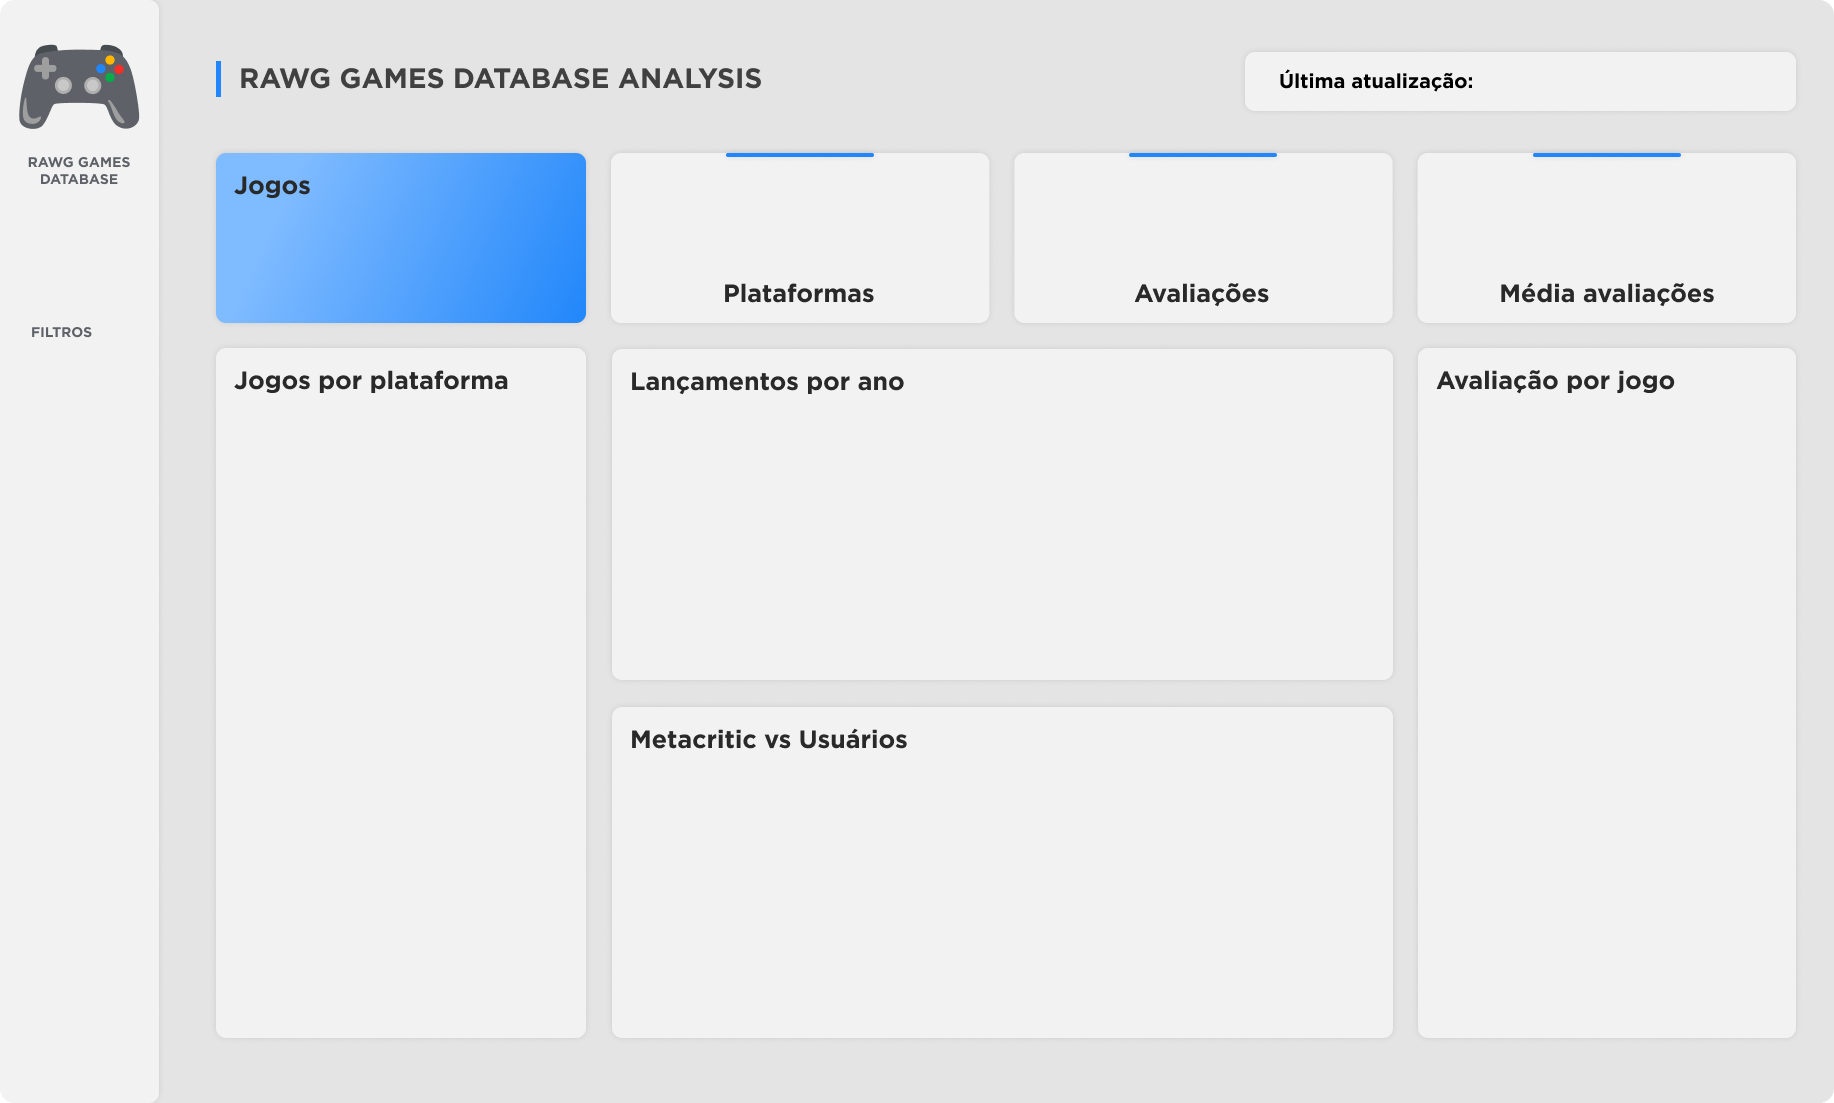 RAWG GAMES
DATABASE
FILTROS
RAWG GAMES DATABASE ANALYSIS
Última atualização:
Jogos
Plataformas
Avaliações
Média avaliações
Jogos por plataforma
Lançamentos por ano
Avaliação por jogo
Metacritic vs Usuários